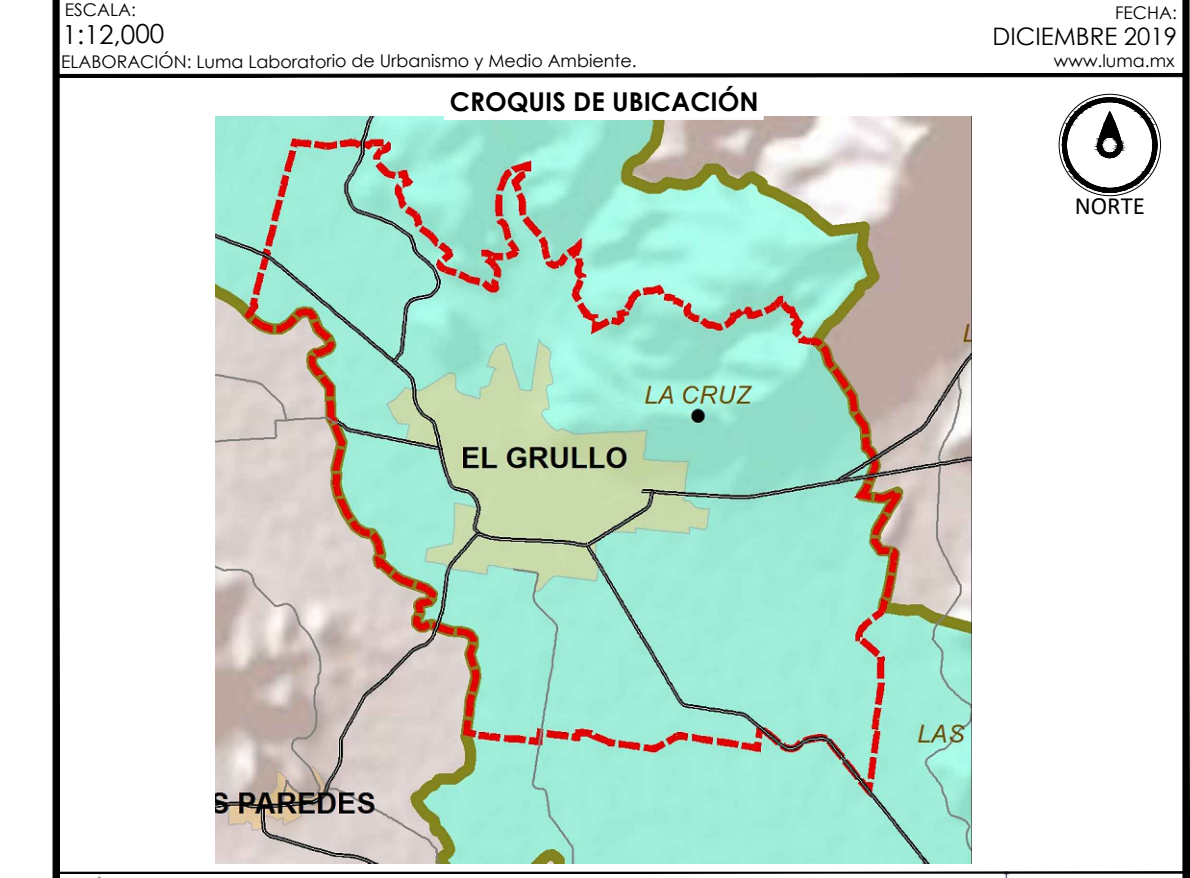 ESCALA:
1:12,000
ELABORACIÓN: Luma Laboratorio de Urbanismo y Medio Ambiente.
FECHA:
DICIEMBRE 2019
www.luma.mx
CROQUIS DE UBICACIÓN
NORTE
L
LA CRUZ
EL GRULLO
LAS
S PAREDES